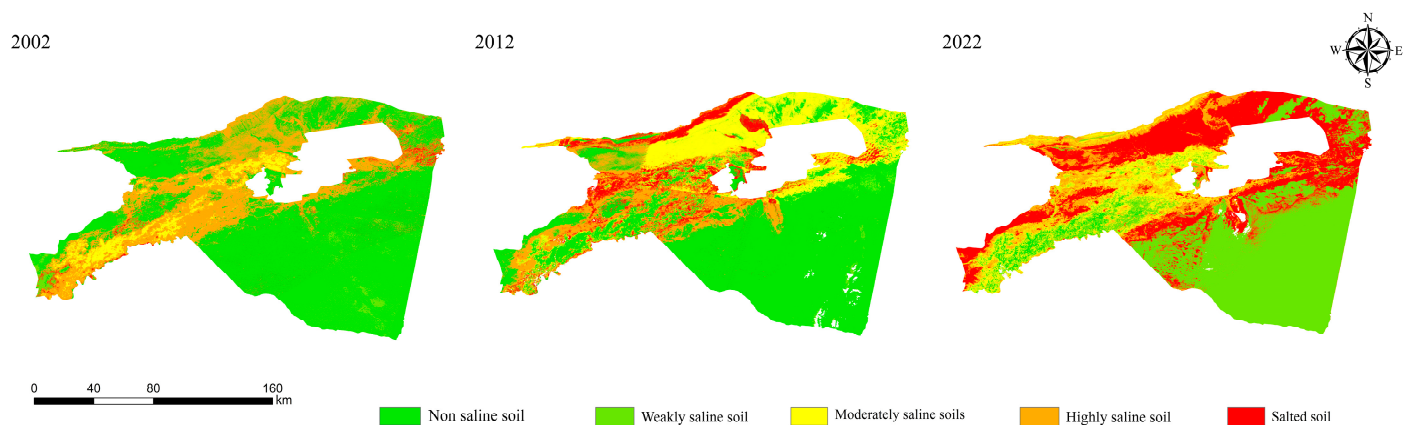 2002
2012
2022
N
W E
S
0 40 80 160
km
Non saline soil
Weakly saline soil
Moderately saline soils
Highly saline soil
Salted soil